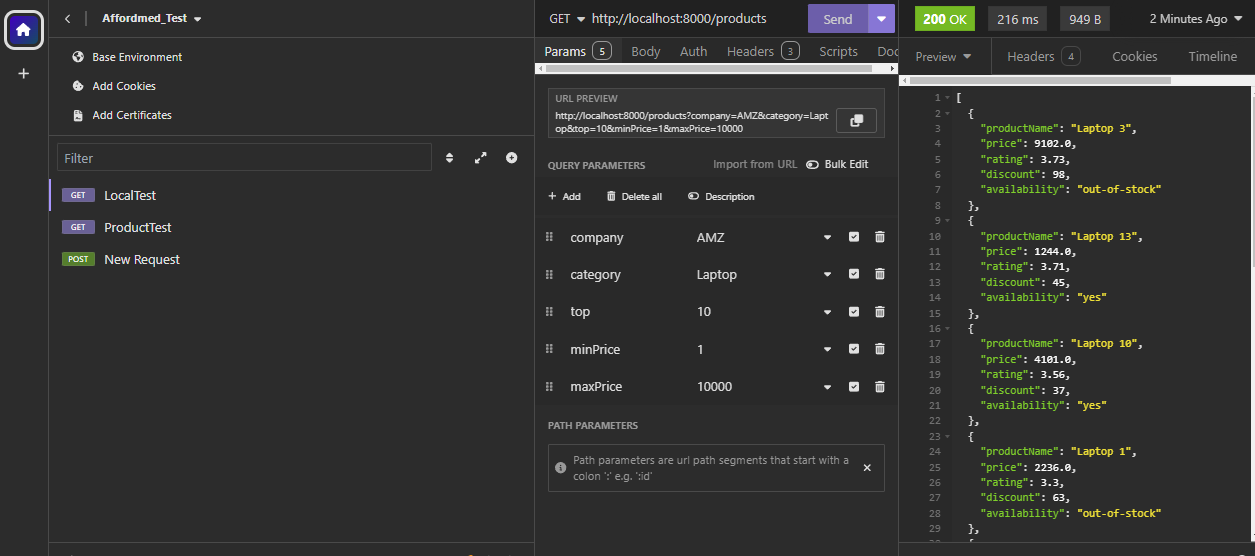 Affordmed_Test
Base Environment
Add Cookies
Add Certificates
Filter
GET LocalTest
GET ProductTest
POST New Request
GET http://localhost:8000/products Send
Params 5 Body Auth Headers 3 Scripts Doc
URL PREVIEW
http://localhost:8000/products?company=AMZ&category=Lap
top&top=10&minPrice=1&maxPrice=10000
QUERY PARAMETERS Import from URL Bulk Edit
+ Add Delete all Description
company AMZ
category Laptop
top 10
minPrice 1
maxPrice 10000
PATH PARAMETERS
Path parameters are url path segments that start with a
colon ':' e.g. ':id'
200 OK 216 ms 949 B 2 Minutes Ago
Preview Headers 4 Cookies Timeline
1 [
2 {
3 "productName": "Laptop 3",
4 "price": 9102.0,
5 "rating": 3.73,
6 "discount": 98,
7 "availability": "out-of-stock"
8 },
9 {
10 "productName": "Laptop 13",
11 "price": 1244.0,
12 "rating": 3.71,
13 "discount": 45,
14 "availability": "yes"
15 },
16 {
17 "productName": "Laptop 10",
18 "price": 4101.0,
19 "rating": 3.56,
20 "discount": 37,
21 "availability": "yes"
22 },
23 {
24 "productName": "Laptop 1",
25 "price": 2236.0,
26 "rating": 3.3,
27 "discount": 63,
28 "availability": "out-of-stock"
29 },